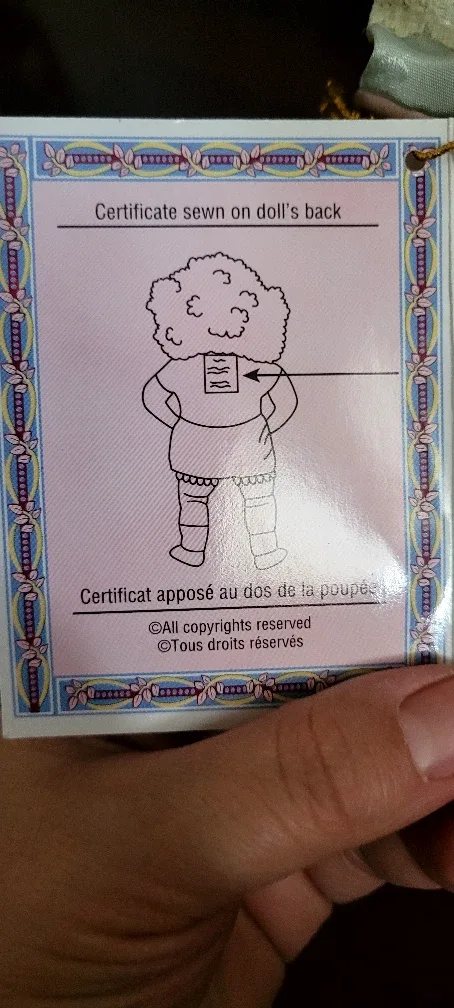 Certificate sewn on doll's back
Certificat apposé au dos de la poupée
©All copyrights reserved
©Tous droits réservés